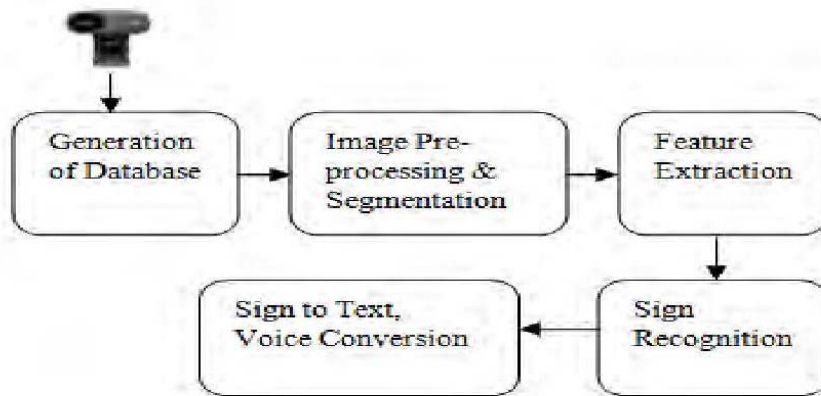 Generation
of Database
Image Pre-
processing &
Segmentation
Feature
Extraction
Sign
Recognition
Sign to Text,
Voice Conversion